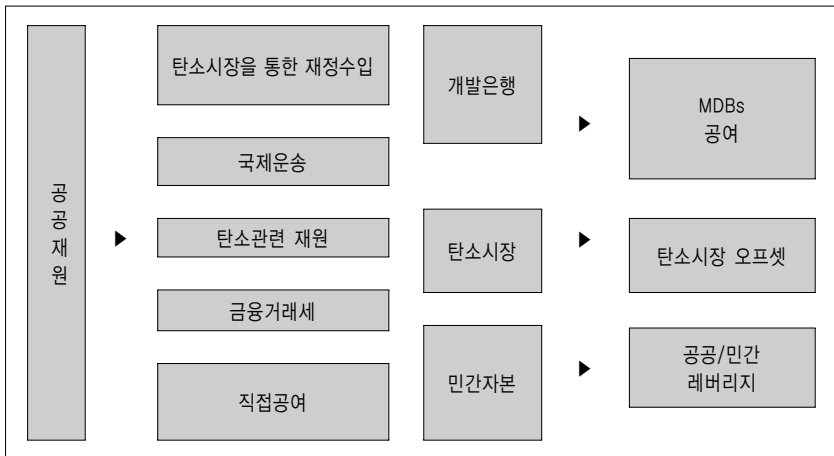 공공재원
탄소시장을 통한 재정수입
국제운송
탄소관련 재원
금융거래세
직접공여
개발은행
MDBs
공여
탄소시장
탄소시장 오프셋
민간자본
공공/민간
레버리지